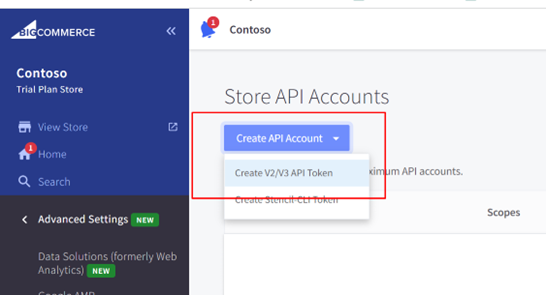 BIGCOMMERCE
«
1
Contoso
Contoso
Trial Plan Store
Store API Accounts
View Store
Create API Account
1
Home
Create V2/V3 API Token
ximum API accounts.
Search
Create Stencil-CLI Token
Advanced Settings NEW
Scopes
Data Solutions (formerly Web
Analytics) NEW
Google AMP